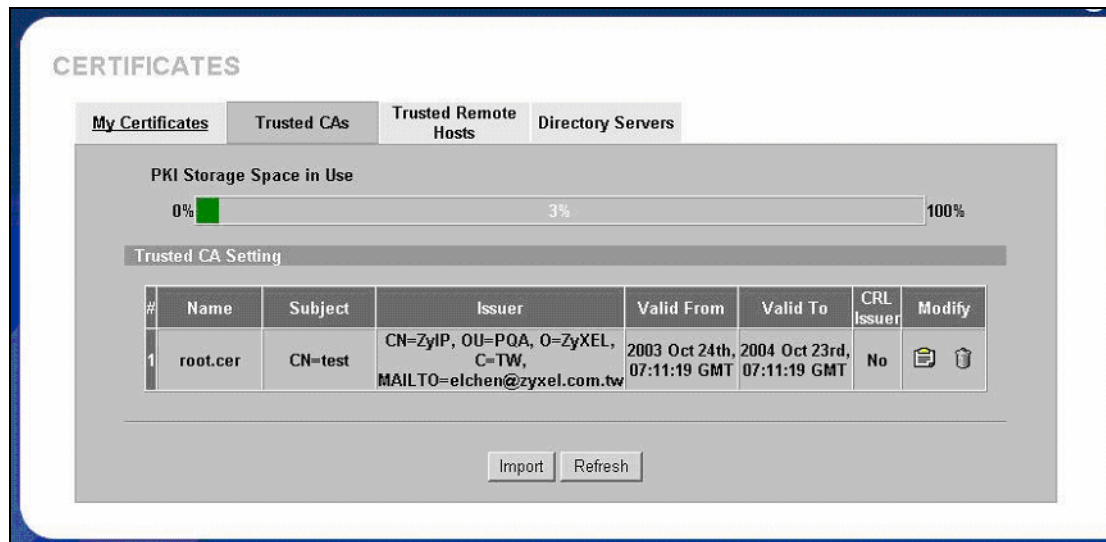 CERTIFICATES
My Certificates
Trusted CAs
Trusted Remote
Hosts
Directory Servers
PKI Storage Space in Use
0%
3%
100%
Trusted CA Setting
# Name Subject Issuer Valid From Valid To CRL Issuer Modify
1 root.cer CN=test CN=ZyIP, OU=PQA, O=ZyXEL, C=TW, MAILTO=elchen@zyxel.com.tw 2003 Oct 24th, 07:11:19 GMT 2004 Oct 23rd, 07:11:19 GMT No
Import Refresh